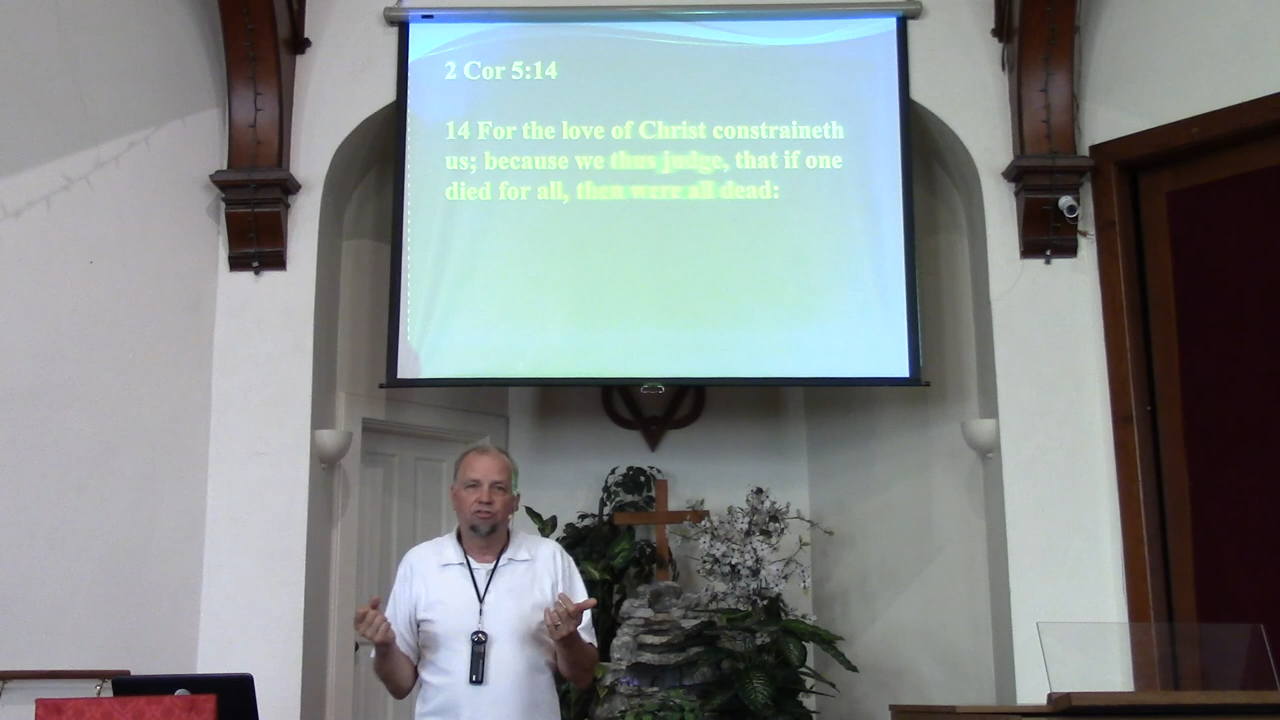 2 Cor 5:14
14 For the love of Christ constraineth
us; because we thus judge, that if one
died for all, then were all dead: